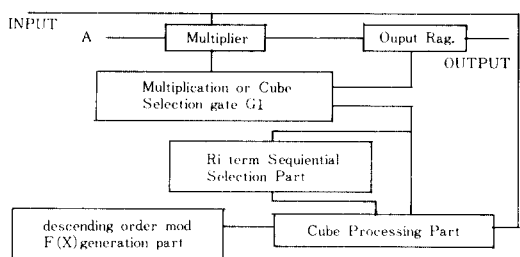 INPUT
A
Multiplier
Ouput Rag.
OUTPUT
Multiplication or Cube
Selection gate G1
Ri term Sequiential
Selection Part
descending order mod
F(X)generation part
Cube Processing Part